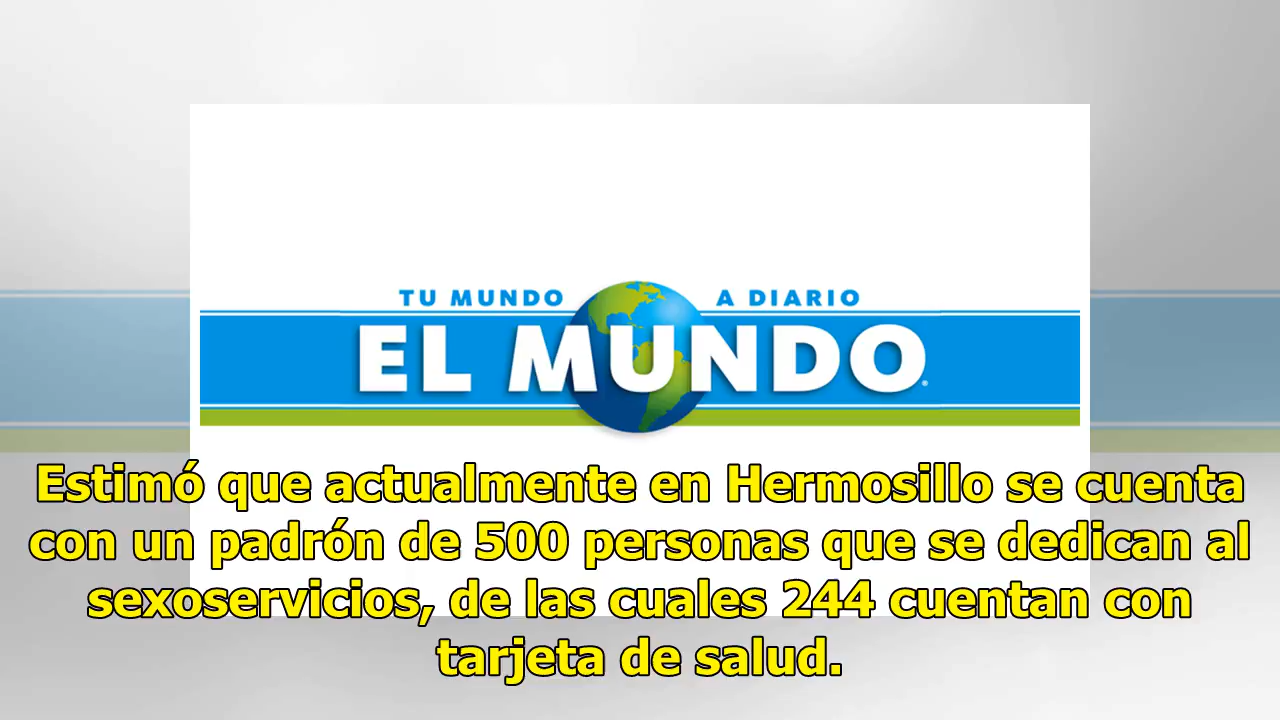 TU MUNDO A DIARIO
EL MUNDO®
Estimó que actualmente en Hermosillo se cuenta
con un padrón de 500 personas que se dedican al
sexoservicios, de las cuales 244 cuentan con
tarjeta de salud.